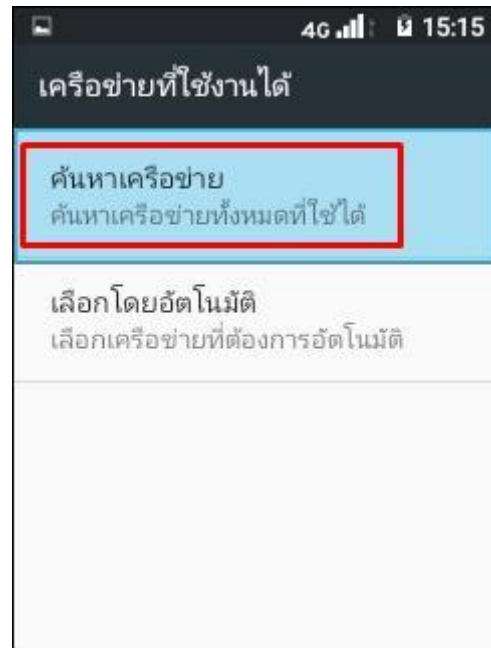 4G 15:15
เครือข่ายที่ใช้งานได้
ค้นหาเครือข่าย
ค้นหาเครือข่ายทั้งหมดที่ใช้ได้
เลือกโดยอัตโนมัติ
เลือกเครือข่ายที่ต้องการอัตโนมัติ